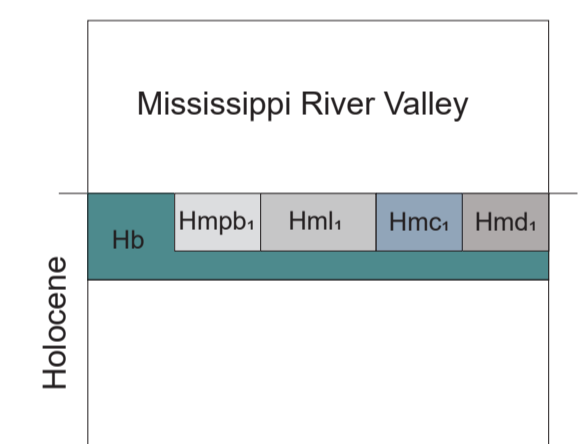 Mississippi River Valley
Hb
Hmpb₁
Hml₁
Hmc₁
Hmd₁
Holocene